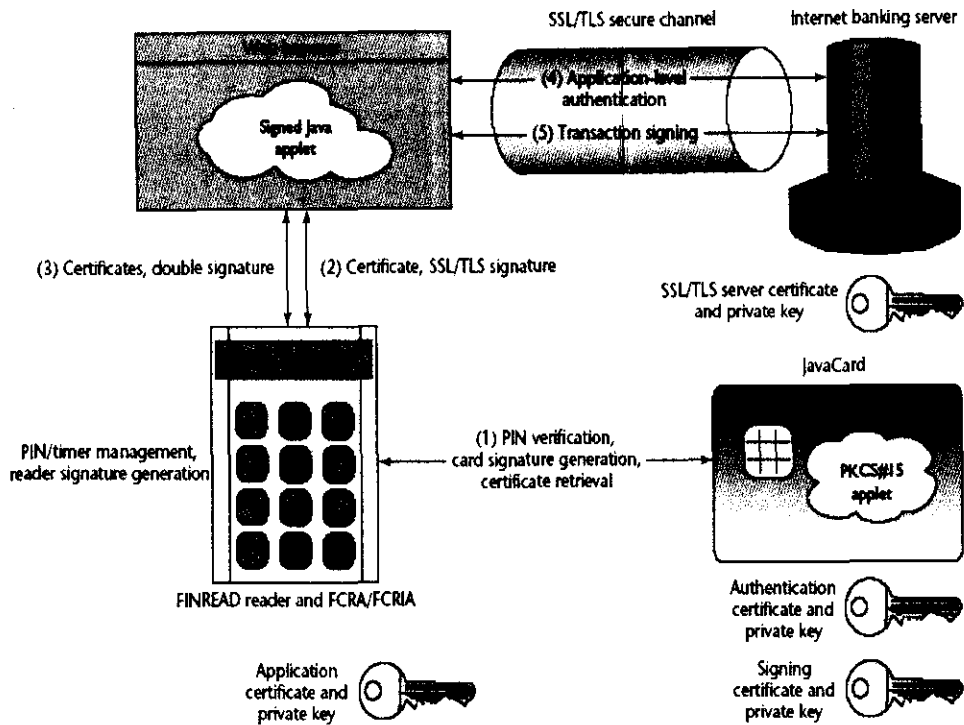 SSL/TLS secure channel
Internet banking server
Web browser
(4) Application-level
authentication
Signed Java
applet
(5) Transaction signing
(3) Certificates, double signature
(2) Certificate, SSL/TLS signature
SSL/TLS server certificate
and private key
JavaCard
PIN/timer management,
reader signature generation
(1) PIN verification,
card signature generation,
certificate retrieval
PKCS#15
applet
FINREAD reader and FCRA/FCRIA
Authentication
certificate and
private key
Application
certificate and
private key
Signing
certificate and
private key